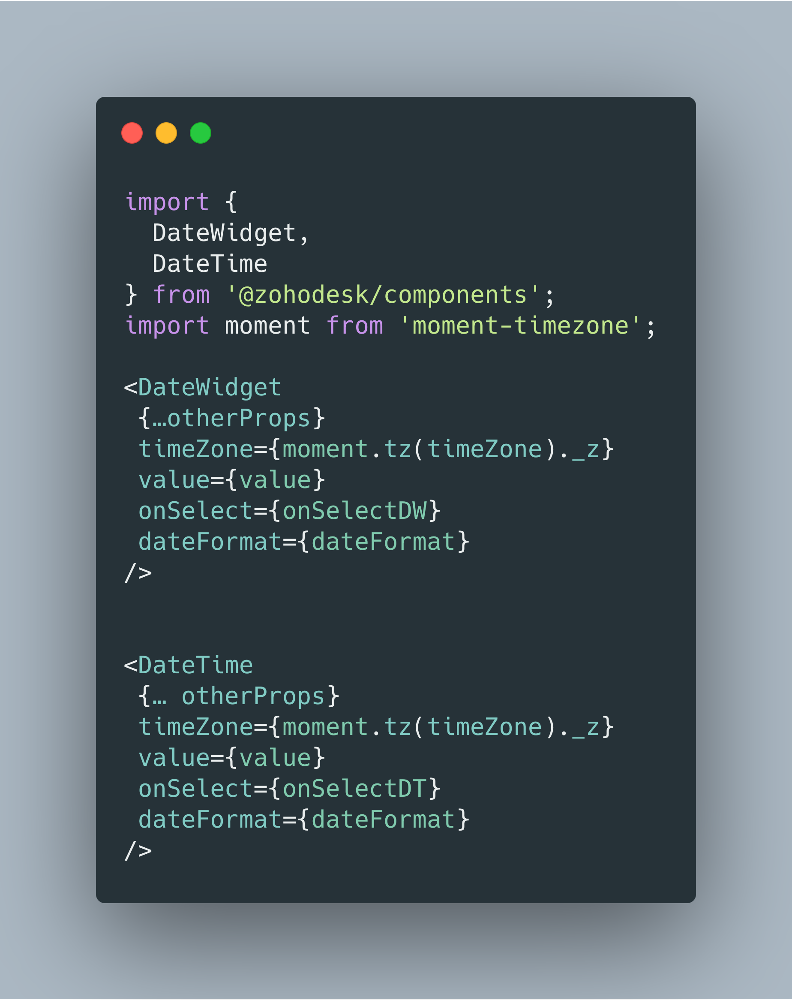 import {
  DateWidget,
  DateTime
} from '@zohodesk/components';
import moment from 'moment-timezone';

<DateWidget
 {…otherProps}
 timeZone={moment.tz(timeZone)._z}
 value={value}
 onSelect={onSelectDW}
 dateFormat={dateFormat}
/>

<DateTime
 {… otherProps}
 timeZone={moment.tz(timeZone)._z}
 value={value}
 onSelect={onSelectDT}
 dateFormat={dateFormat}
/>